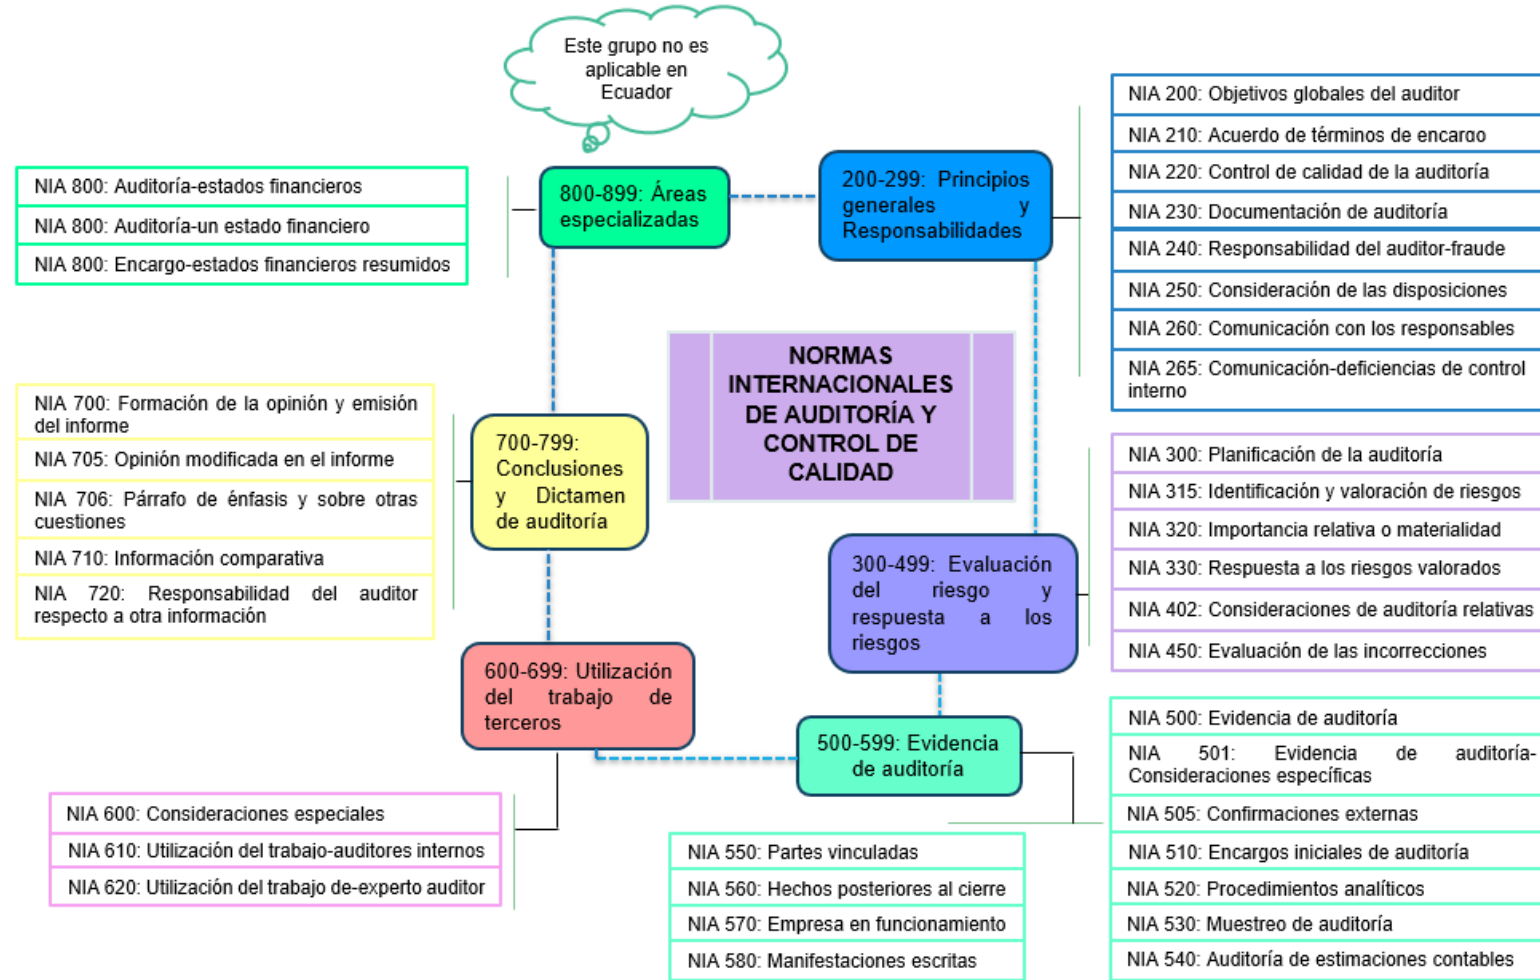 Este grupo no es
aplicable en
Ecuador
800-899: Áreas
especializadas
NIA 800: Auditoría-estados financieros
NIA 800: Auditoría-un estado financiero
NIA 800: Encargo-estados financieros resumidos
200-299: Principios
generales y
Responsabilidades
NIA 200: Objetivos globales del auditor
NIA 210: Acuerdo de términos de encargo
NIA 220: Control de calidad de la auditoría
NIA 230: Documentación de auditoría
NIA 240: Responsabilidad del auditor-fraude
NIA 250: Consideración de las disposiciones
NIA 260: Comunicación con los responsables
NIA 265: Comunicación-deficiencias de control
interno
NORMAS
INTERNACIONALES
DE AUDITORÍA Y
CONTROL DE
CALIDAD
700-799:
Conclusiones
y Dictamen
de auditoría
NIA 700: Formación de la opinión y emisión
del informe
NIA 705: Opinión modificada en el informe
NIA 706: Párrafo de énfasis y sobre otras
cuestiones
NIA 710: Información comparativa
NIA 720: Responsabilidad del auditor
respecto a otra información
300-499: Evaluación
del riesgo y
respuesta a los
riesgos
NIA 300: Planificación de la auditoría
NIA 315: Identificación y valoración de riesgos
NIA 320: Importancia relativa o materialidad
NIA 330: Respuesta a los riesgos valorados
NIA 402: Consideraciones de auditoría relativas
NIA 450: Evaluación de las incorrecciones
600-699: Utilización
del trabajo de
terceros
NIA 600: Consideraciones especiales
NIA 610: Utilización del trabajo-auditores internos
NIA 620: Utilización del trabajo de-experto auditor
500-599: Evidencia
de auditoría
NIA 500: Evidencia de auditoría
NIA 501: Evidencia de auditoría-
Consideraciones específicas
NIA 505: Confirmaciones externas
NIA 510: Encargos iniciales de auditoría
NIA 520: Procedimientos analíticos
NIA 530: Muestreo de auditoría
NIA 540: Auditoría de estimaciones contables
NIA 550: Partes vinculadas
NIA 560: Hechos posteriores al cierre
NIA 570: Empresa en funcionamiento
NIA 580: Manifestaciones escritas